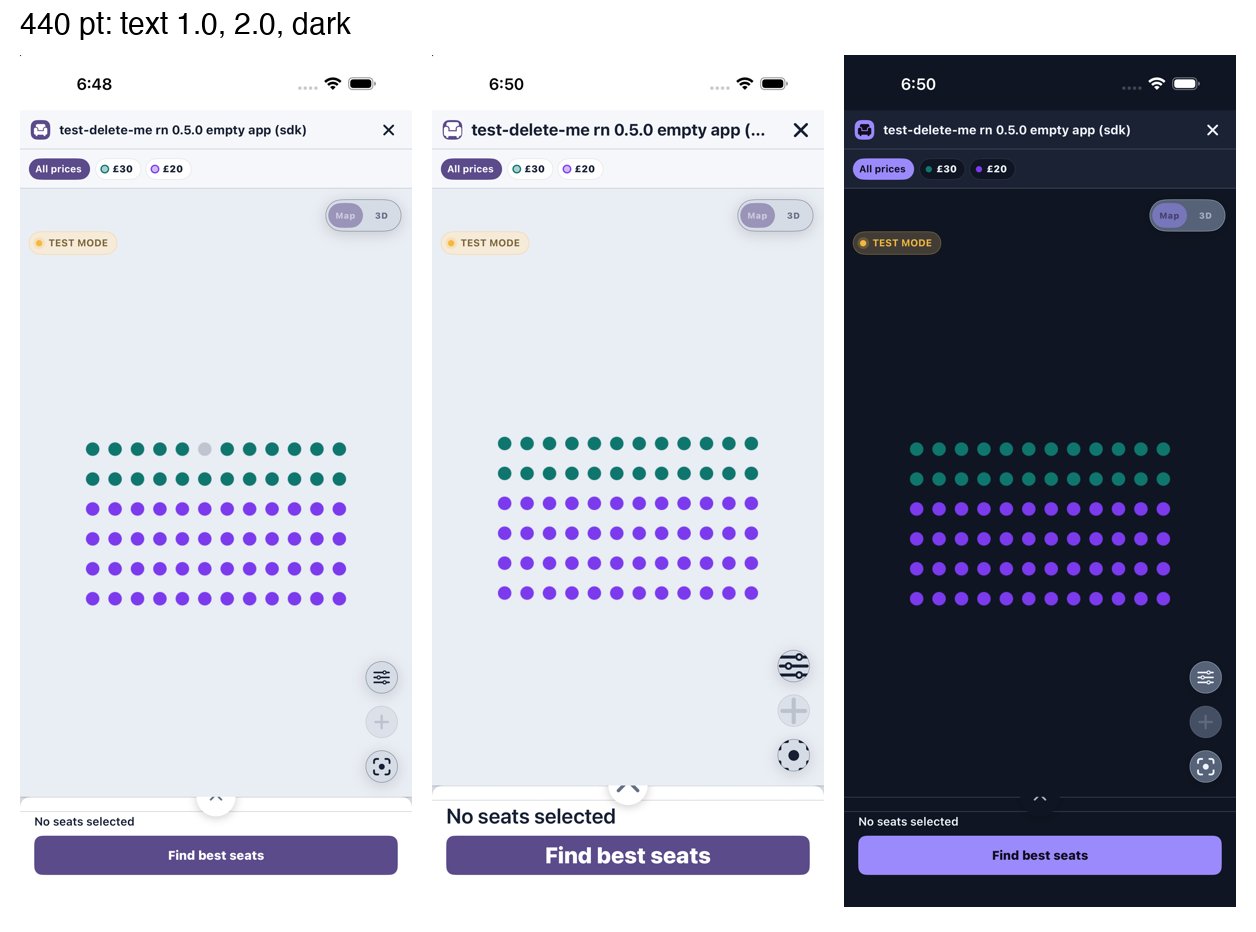 440 pt: text 1.0, 2.0, dark
6:48
test-delete-me rn 0.5.0 empty app (sdk)
All prices £30 £20
Map 3D
TEST MODE
No seats selected
Find best seats
6:50
test-delete-me rn 0.5.0 empty app (...
All prices £30 £20
Map 3D
TEST MODE
No seats selected
Find best seats
6:50
test-delete-me rn 0.5.0 empty app (sdk)
All prices £30 £20
Map 3D
TEST MODE
No seats selected
Find best seats